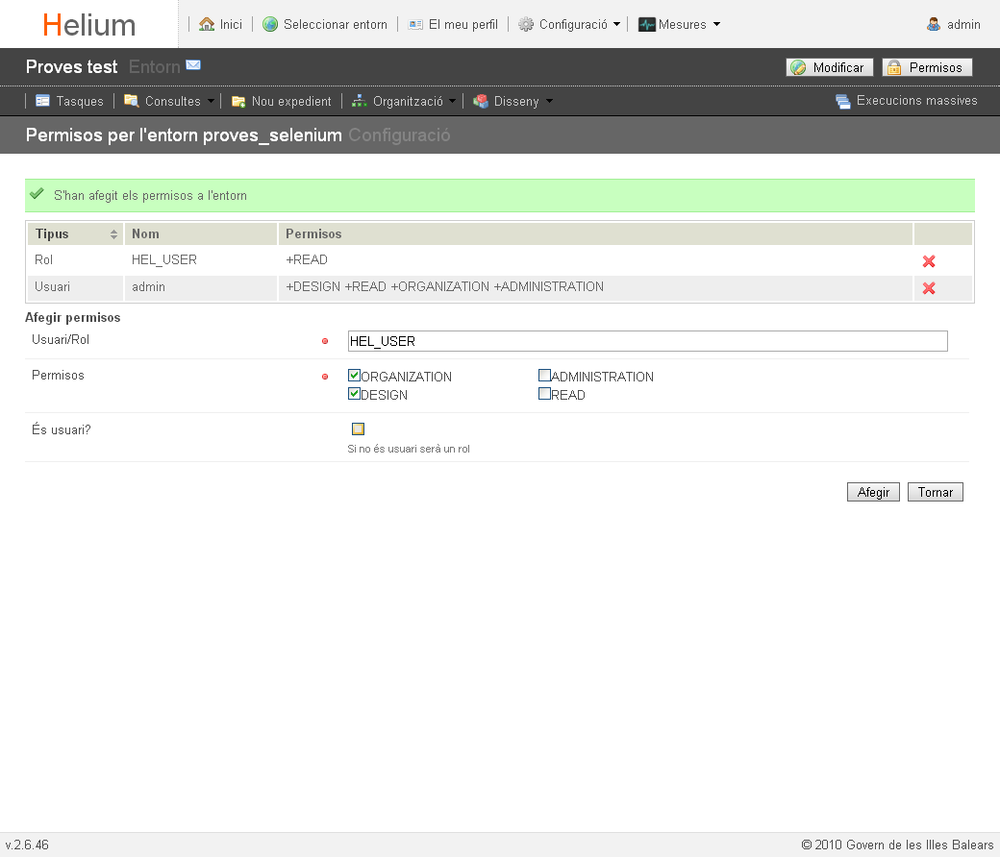 Helium
Inici
Seleccionar entorn
El meu perfil
Configuració
Mesures
admin
Proves test Entorn
Modificar
Permisos
Tasques
Consultes
Nou expedient
Organització
Disseny
Execucions massives
Permisos per l'entorn proves_selenium Configuració
S'han afegit els permisos a l'entorn
Tipus Nom Permisos
Rol HEL_USER +READ
Usuari admin +DESIGN +READ +ORGANIZATION +ADMINISTRATION
Afegir permisos
Usuari/Rol HEL_USER
Permisos ORGANIZATION ADMINISTRATION
DESIGN READ
És usuari?
Si no és usuari serà un rol
Afegir Tornar
v.2.6.46 © 2010 Govern de les Illes Balears